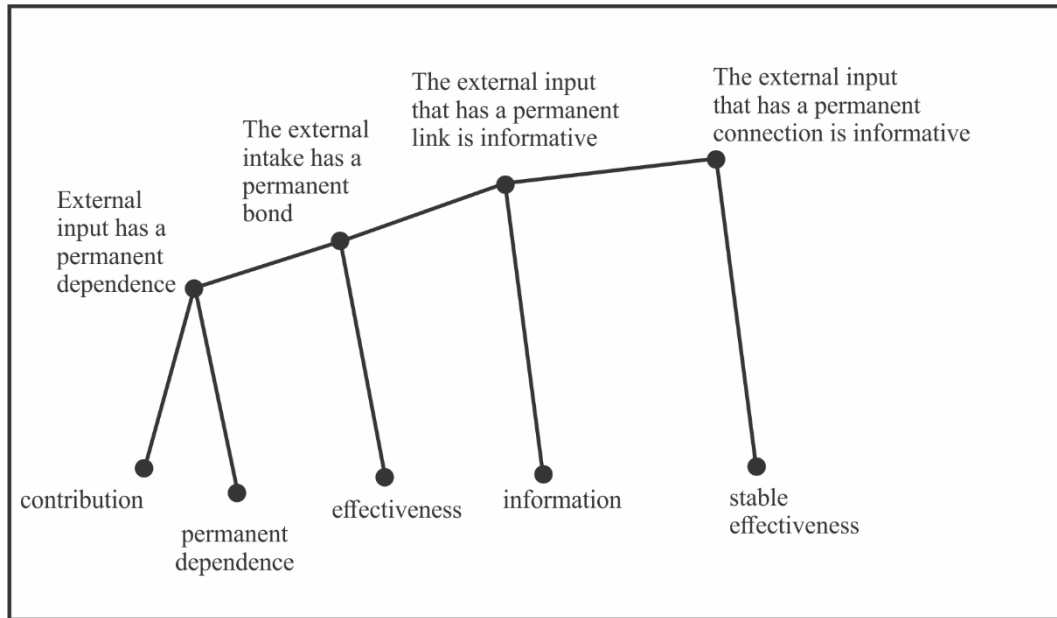 External
input has a
permanent
dependence
The external
intake has a
permanent
bond
The external input
that has a permanent
link is informative
The external input
that has a permanent
connection is informative
contribution
permanent
dependence
effectiveness
information
stable
effectiveness